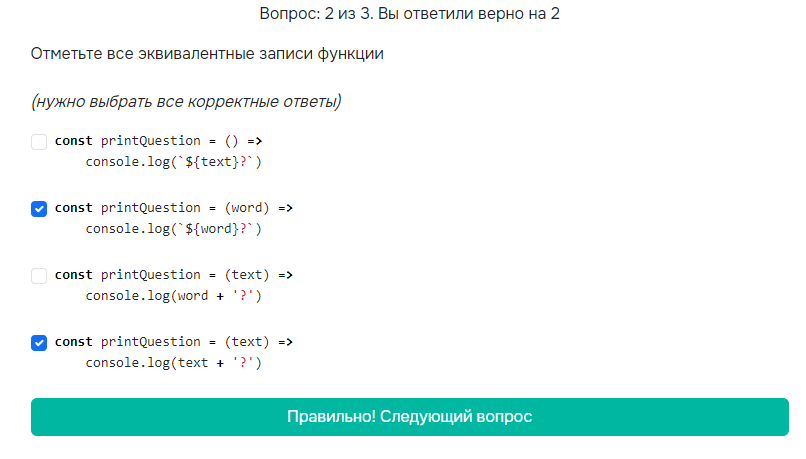 Вопрос: 2 из 3. Вы ответили верно на 2
Отметьте все эквивалентные записи функции
(нужно выбрать все корректные ответы)
const printQuestion = () =>
console.log(`${text}?`)
const printQuestion = (word) =>
console.log(`${word}?`)
const printQuestion = (text) =>
console.log(word + '?')
const printQuestion = (text) =>
console.log(text + '?')
Правильно! Следующий вопрос